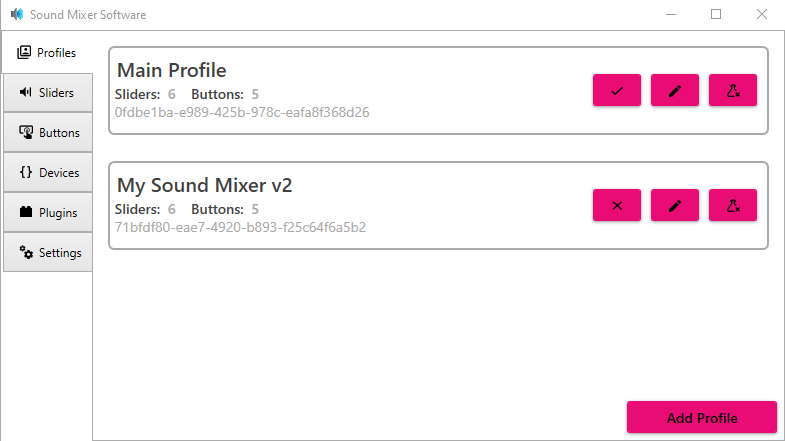 Sound Mixer Software
Profiles
Sliders
Buttons
Devices
Plugins
Settings
Main Profile
Sliders: 6 Buttons: 5
0fdbe1ba-e989-425b-978c-eafa8f368d26
My Sound Mixer v2
Sliders: 6 Buttons: 5
71bfdf80-eae7-4920-b893-f25c64f6a5b2
Add Profile